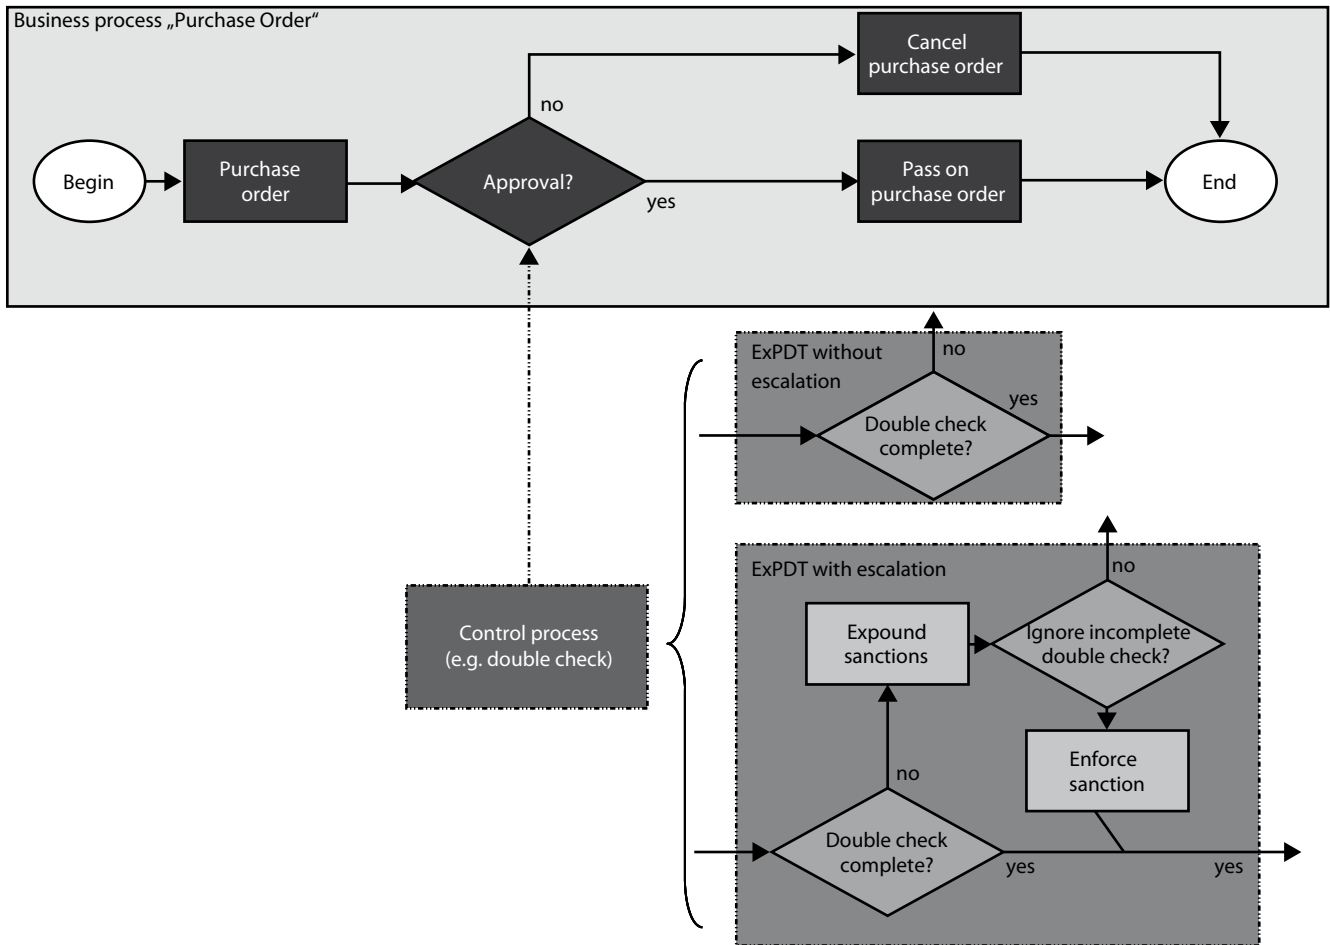 Business process „Purchase Order“
Cancel
purchase order
no
Begin
Purchase
order
Approval?
yes
Pass on
purchase order
End
ExPDT without
escalation
no
yes
Double check
complete?
Control process
(e.g. double check)
ExPDT with escalation
no
Expound
sanctions
Ignore incomplete
double check?
Enforce
sanction
no
Double check
complete?
yes
yes